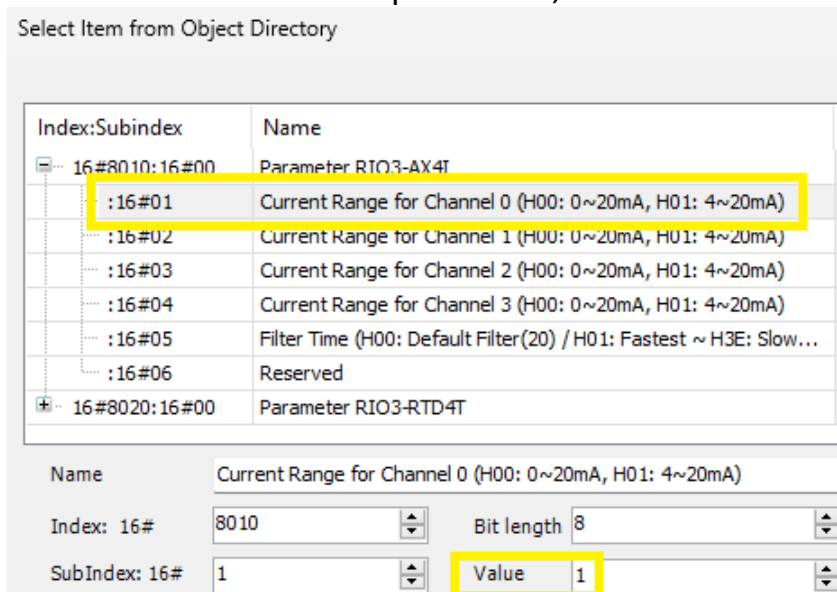 Select Item from Object Directory
Index:Subindex Name
16#8010:16#00 Parameter RIO3-AX4I
:16#01 Current Range for Channel 0 (H00: 0~20mA, H01: 4~20mA)
:16#02 Current Range for Channel 1 (H00: 0~20mA, H01: 4~20mA)
:16#03 Current Range for Channel 2 (H00: 0~20mA, H01: 4~20mA)
:16#04 Current Range for Channel 3 (H00: 0~20mA, H01: 4~20mA)
:16#05 Filter Time (H00: Default Filter(20) / H01: Fastest ~ H3E: Slow...
:16#06 Reserved
16#8020:16#00 Parameter RIO3-RTD4T
Name Current Range for Channel 0 (H00: 0~20mA, H01: 4~20mA)
Index: 16# 8010 Bit length 8
SubIndex: 16# 1 Value 1